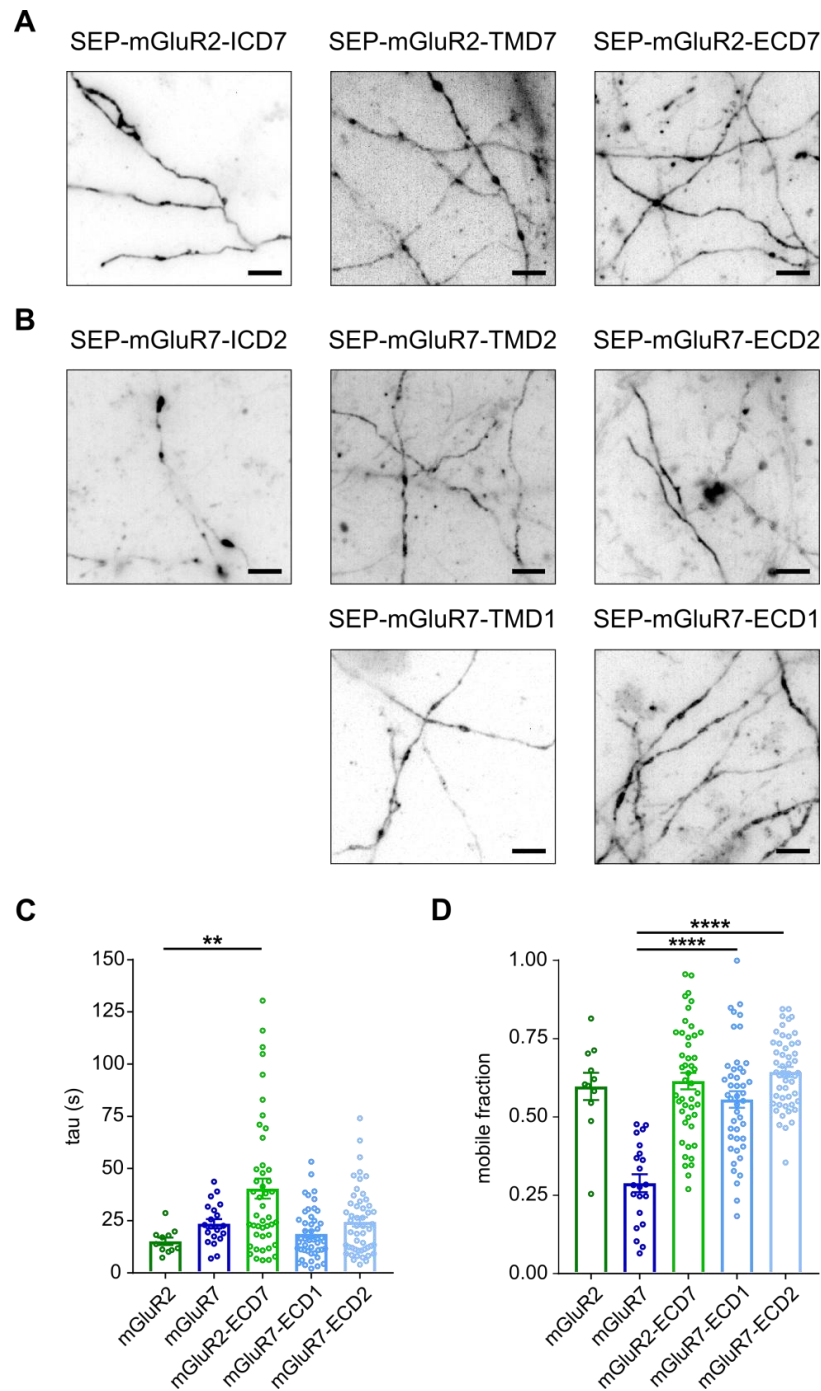 A
SEP-mGluR2-ICD7
SEP-mGluR2-TMD7
SEP-mGluR2-ECD7
B
SEP-mGluR7-ICD2
SEP-mGluR7-TMD2
SEP-mGluR7-ECD2
SEP-mGluR7-TMD1
SEP-mGluR7-ECD1
C
**
150
125
100
75
50
25
0
tau (s)
mGluR2
mGluR7
mGluR2-ECD7
mGluR7-ECD1
mGluR7-ECD2
D
****
****
1.00
0.75
0.50
0.25
0.00
mobile fraction
mGluR2
mGluR7
mGluR2-ECD7
mGluR7-ECD1
mGluR7-ECD2